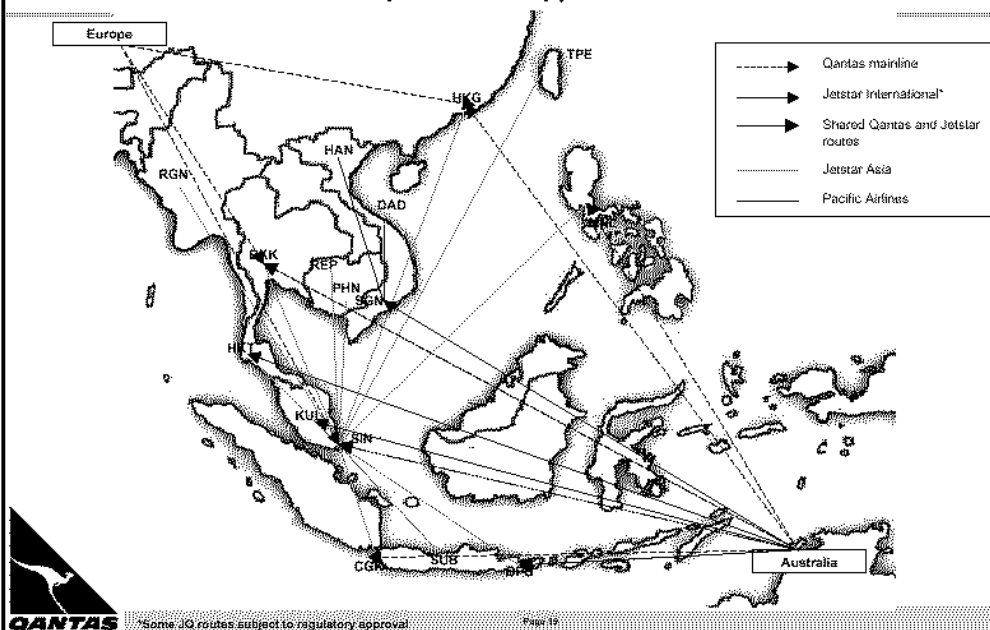 Europe
TPE
HKG
HAN
RGN
DAD
BKK
REP
PHN
SGN
HKT
KUL
SIN
CGK
SUB
DPS
Australia
Qantas mainline
Jetstar International*
Shared Qantas and Jetstar
routes
Jetstar Asia
Pacific Airlines
QANTAS
*Some JQ routes subject to regulatory approval
Page 19